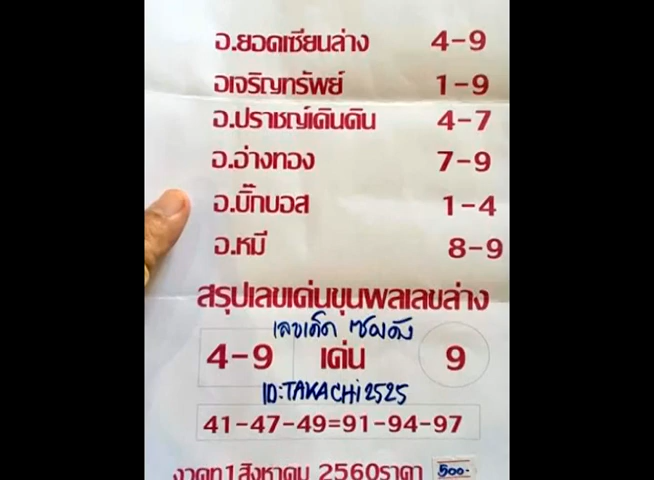 อ.ยอดเซียนล่าง 4-9
อเจริญทรัพย์ 1-9
อ.ปราชญ์เดินดิน 4-7
อ.อ่างทอง 7-9
อ.บิ๊กบอส 1-4
อ.หมี 8-9
สรุปเลขเด่นขุนพลเลขล่าง
เลขเด็ด เซียนดัง
4-9 เด่น 9
ID:TAKACHi2525
41-47-49=91-94-97
งวดที่1สิงหาคม 2560ราคา 500-